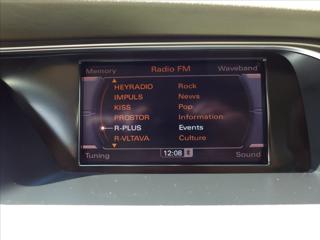 Memory Radio FM Waveband
HEYRADIO Rock
IMPULS News
KISS Pop
PROSTOR Information
R-PLUS Events
R-VLTAVA Culture
Tuning 12:08 Sound